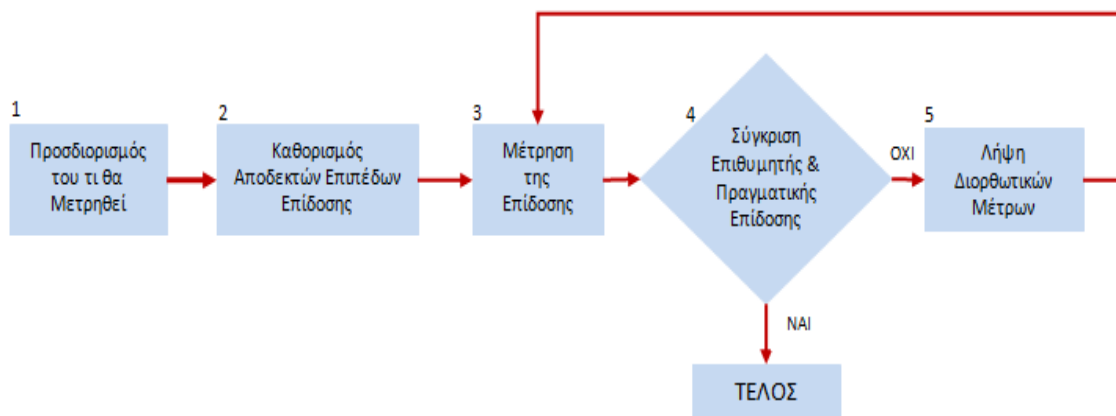 1
Προσδιορισμός
του τι θα
Μετρηθεί
2
Καθορισμός
Αποδεκτών Επιπέδων
Επίδοσης
3
Μέτρηση
της
Επίδοσης
4
Σύγκριση
Επιθυμητής &
Πραγματικής
Επίδοσης
ΟΧΙ
5
Λήψη
Διορθωτικών
Μέτρων
ΝΑΙ
ΤΕΛΟΣ